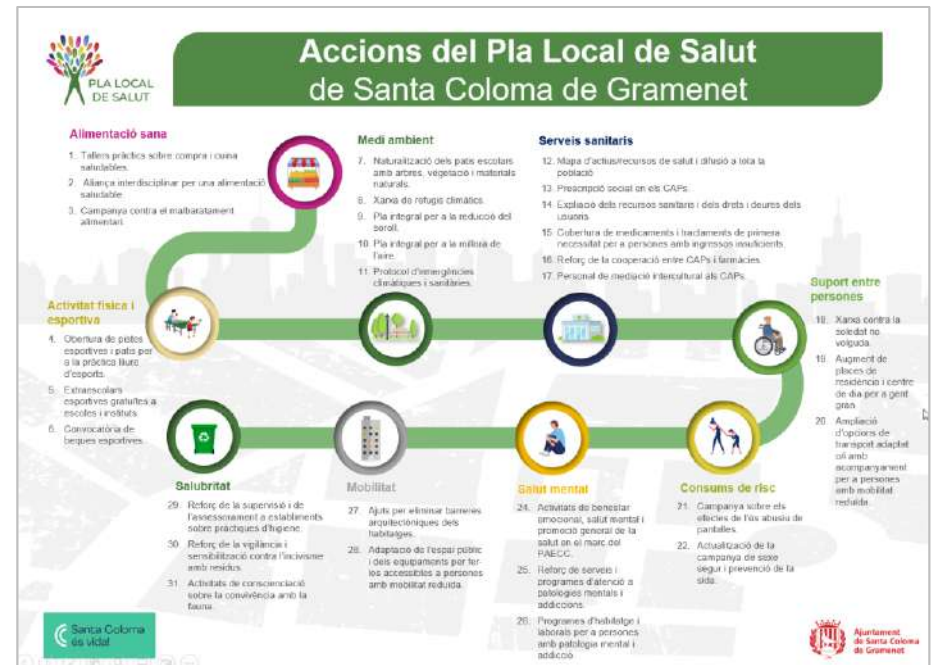 PLA LOCAL
DE SALUT
Accions del Pla Local de Salut
de Santa Coloma de Gramenet
Alimentació sana
1. Tallers pràctics sobre compra i cuina
saludables.
2. Aliança interdisciplinar per una alimentació
saludable
3. Campanya contra el malbaratament
alimentari.
Medi ambient
7. Naturalització dels patis escolars
amb arbres, vegetació i materials
naturals.
8. Xarxa de refugis climàtics.
9. Pla integral per a la reducció del
soroll.
10. Pla integral per a la millora de
l'aire.
11. Protocol d'emergències
climàtiques i sanitàries.
Serveis sanitaris
12. Mapa d'actius/recursos de salut i difusió a tota la
població
13. Prescripció social en els CAPs.
14. Expliació dels recursos sanitaris i dels drets i deures dels
usuaris.
15. Cobertura de medicaments i tractaments de primera
necessitat per a persones amb ingressos insuficients.
16. Reforç de la cooperació entre CAPs i farmàcies.
17. Personal de mediació intercultural als CAPs.
Activitat física i
esportiva
4. Obertura de pistes
esportives i patis per
a la pràctica lliure
d'esports.
5. Extraescolars
esportives gratuïtes a
escoles i instituts.
6. Convocatòria de
beques esportives.
Suport entre
persones
18. Xarxa contra la
soledat no
volguda.
19. Augment de
places de
residència i centre
de dia per a gent
gran.
20. Ampliació
d'opcions de
transport adaptat
o/i amb
acompanyament
per a persones
amb mobilitat
reduïda.
Salubritat
29. Reforç de la supervisió i de
l'assessorament a establiments
sobre pràctiques d'higiene.
30. Reforç de la vigilància i
sensibilització contra l'incivisme
amb residus.
31. Activitats de conscienciació
sobre la convivència amb la
fauna.
Mobilitat
27. Ajuts per eliminar barreres
arquitectòniques dels
habitatges.
28. Adaptació de l'espai públic
i dels equipaments per fer-
los accessibles a persones
amb mobilitat reduïda.
Salut mental
24. Activitats de benestar
emocional, salut mental i
promoció general de la
salut en el marc del
PAECC.
25. Reforç de serveis i
programes d'atenció a
patologies mentals i
addiccions.
26. Programes d'habitatge i
laborals per a persones
amb patologia mental i
addicció
Consums de risc
21. Campanya sobre els
efectes de l'ús abusiu de
pantalles.
22. Actualització de la
campanya de sexe
segur i prevenció de la
sida.
Santa Coloma
és vida!
Ajuntament
de Santa Coloma
de Gramenet